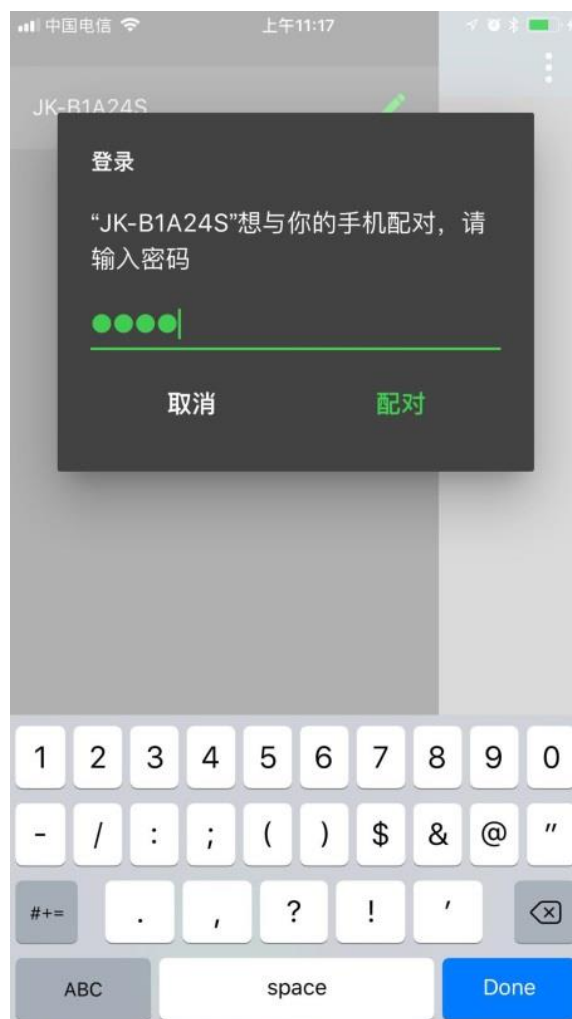 中国电信 上午11:17
JK-B1A24S
登录
“JK-B1A24S”想与你的手机配对，请
输入密码
取消 配对
1 2 3 4 5 6 7 8 9 0
- / : ; ( ) $ & @ "
#+= . , ? ! '
ABC space Done